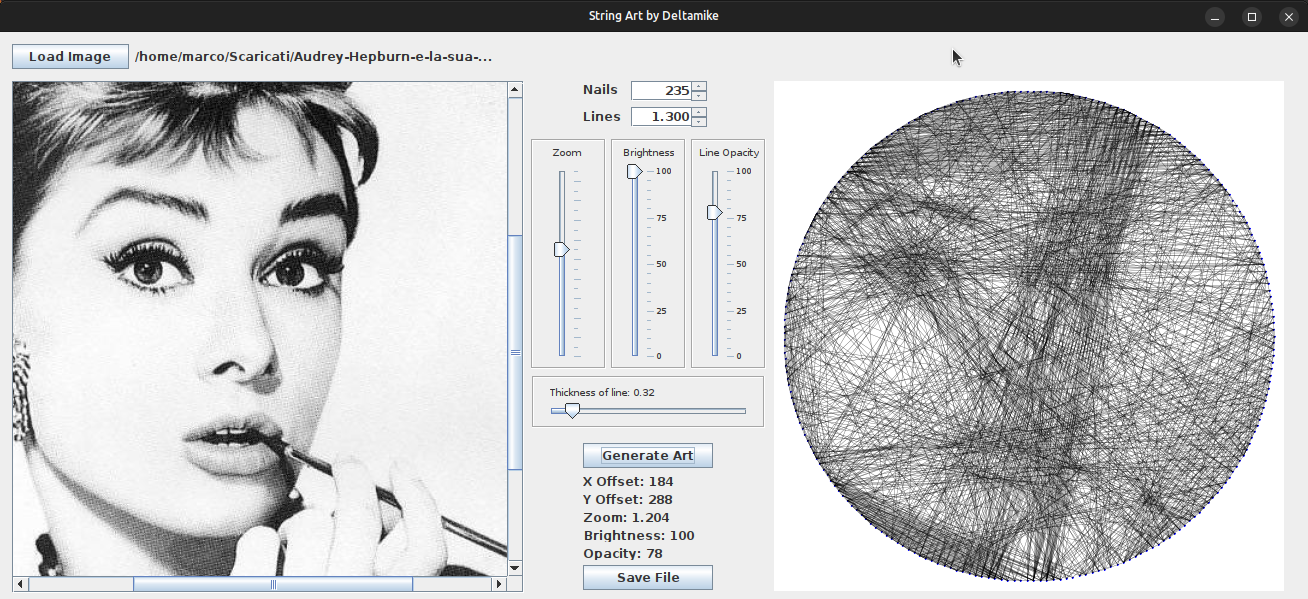 String Art by Deltamike
Load Image /home/marco/Scaricati/Audrey-Hepburn-e-la-sua-...
Nails 235
Lines 1.300
Zoom
Brightness
100
75
50
25
0
Line Opacity
100
75
50
25
0
Thickness of line: 0.32
Generate Art
X Offset: 184
Y Offset: 288
Zoom: 1.204
Brightness: 100
Opacity: 78
Save File